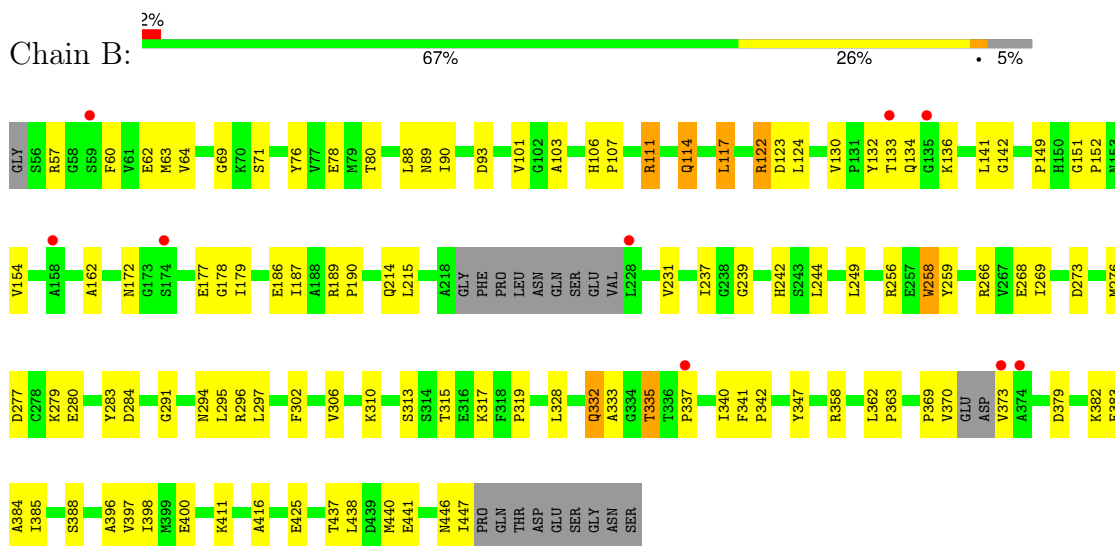 2%
Chain B:
67% 26% • 5%
GLY S56 R57 G58 S59 F60 V61 E62 M63 V64 G69 K70 S71 Y76 V77 E78 M79 T80 L88 N89 I90 D93 V101 G102 A103 H106 P107 R111 Q114 L117 R122 D123 L124 V130 P131 Y132 T133 Q134 G135 K136 L141 G142 P149 H150 G151 P152 N153
V154 A158 A162 N172 G173 S174 E177 G178 I179 E186 I187 A188 R189 P190 Q214 L215 A218 GLY PHE PRO LEU ASN GLN SER GLU VAL L228 V231 I237 G238 G239 H242 S243 L244 L249 R256 E257 W258 Y259 R266 V267 E268 I269 D273 M276
D277 C278 K279 E280 Y283 D284 G291 N294 L295 R296 L297 F302 V306 K310 S313 S314 T315 E316 K317 F318 P319 L328 Q332 A333 G334 T335 T336 P337 I340 F341 P342 Y347 R358 L362 P363 P369 V370 GLU ASP V373 A374 D379 K382
A384 I385 S388 A396 V397 I398 M399 E400 K411 A416 E425 T437 L438 D439 M440 E441 N446 I447 PRO GLN THR ASP GLU SER GLY ASN SER